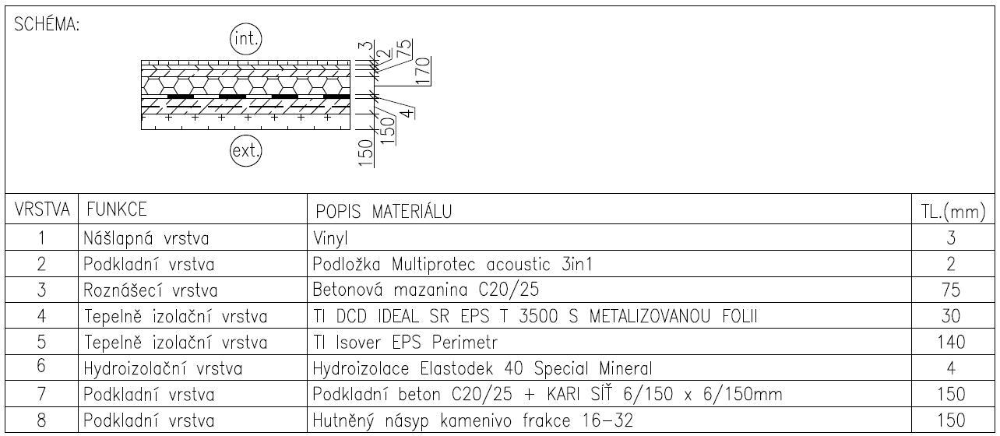 SCHÉMA:
int.
3
2
75
170
4
150
150
ext.
VRSTVA FUNKCE POPIS MATERIÁLU TL.(mm)
1 Nášlapná vrstva Vinyl 3
2 Podkladní vrstva Podložka Multiprotec acoustic 3in1 2
3 Roznášecí vrstva Betonová mazanina C20/25 75
4 Tepelně izolační vrstva TI DCD IDEAL SR EPS T 3500 S METALIZOVANOU FOLII 30
5 Tepelně izolační vrstva TI Isover EPS Perimetr 140
6 Hydroizolační vrstva Hydroizolace Elastodek 40 Special Mineral 4
7 Podkladní vrstva Podkladní beton C20/25 + KARI SÍŤ 6/150 x 6/150mm 150
8 Podkladní vrstva Hutněný násyp kamenivo frakce 16-32 150